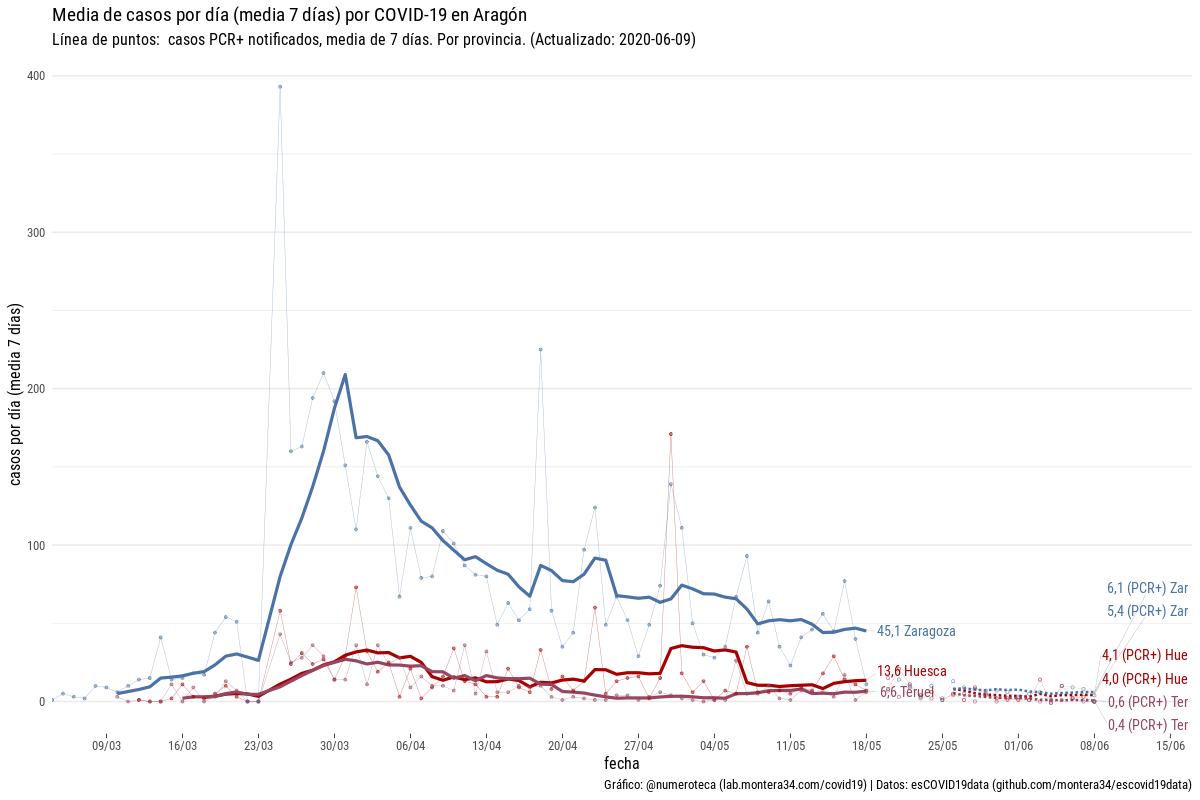 Media de casos por día (media 7 días) por COVID-19 en Aragón
Línea de puntos:  casos PCR+ notificados, media de 7 días. Por provincia. (Actualizado: 2020-06-09)
casos por día (media 7 días)
400
300
200
100
0
6,1 (PCR+) Zar
5,4 (PCR+) Zar
45,1 Zaragoza
4,1 (PCR+) Hue
13,6 Huesca
4,0 (PCR+) Hue
6,6 Teruel
0,6 (PCR+) Ter
0,4 (PCR+) Ter
09/03 16/03 23/03 30/03 06/04 13/04 20/04 27/04 04/05 11/05 18/05 25/05 01/06 08/06 15/06
fecha
Gráfico: @numeroteca (lab.montera34.com/covid19) | Datos: esCOVID19data (github.com/montera34/escovid19data)